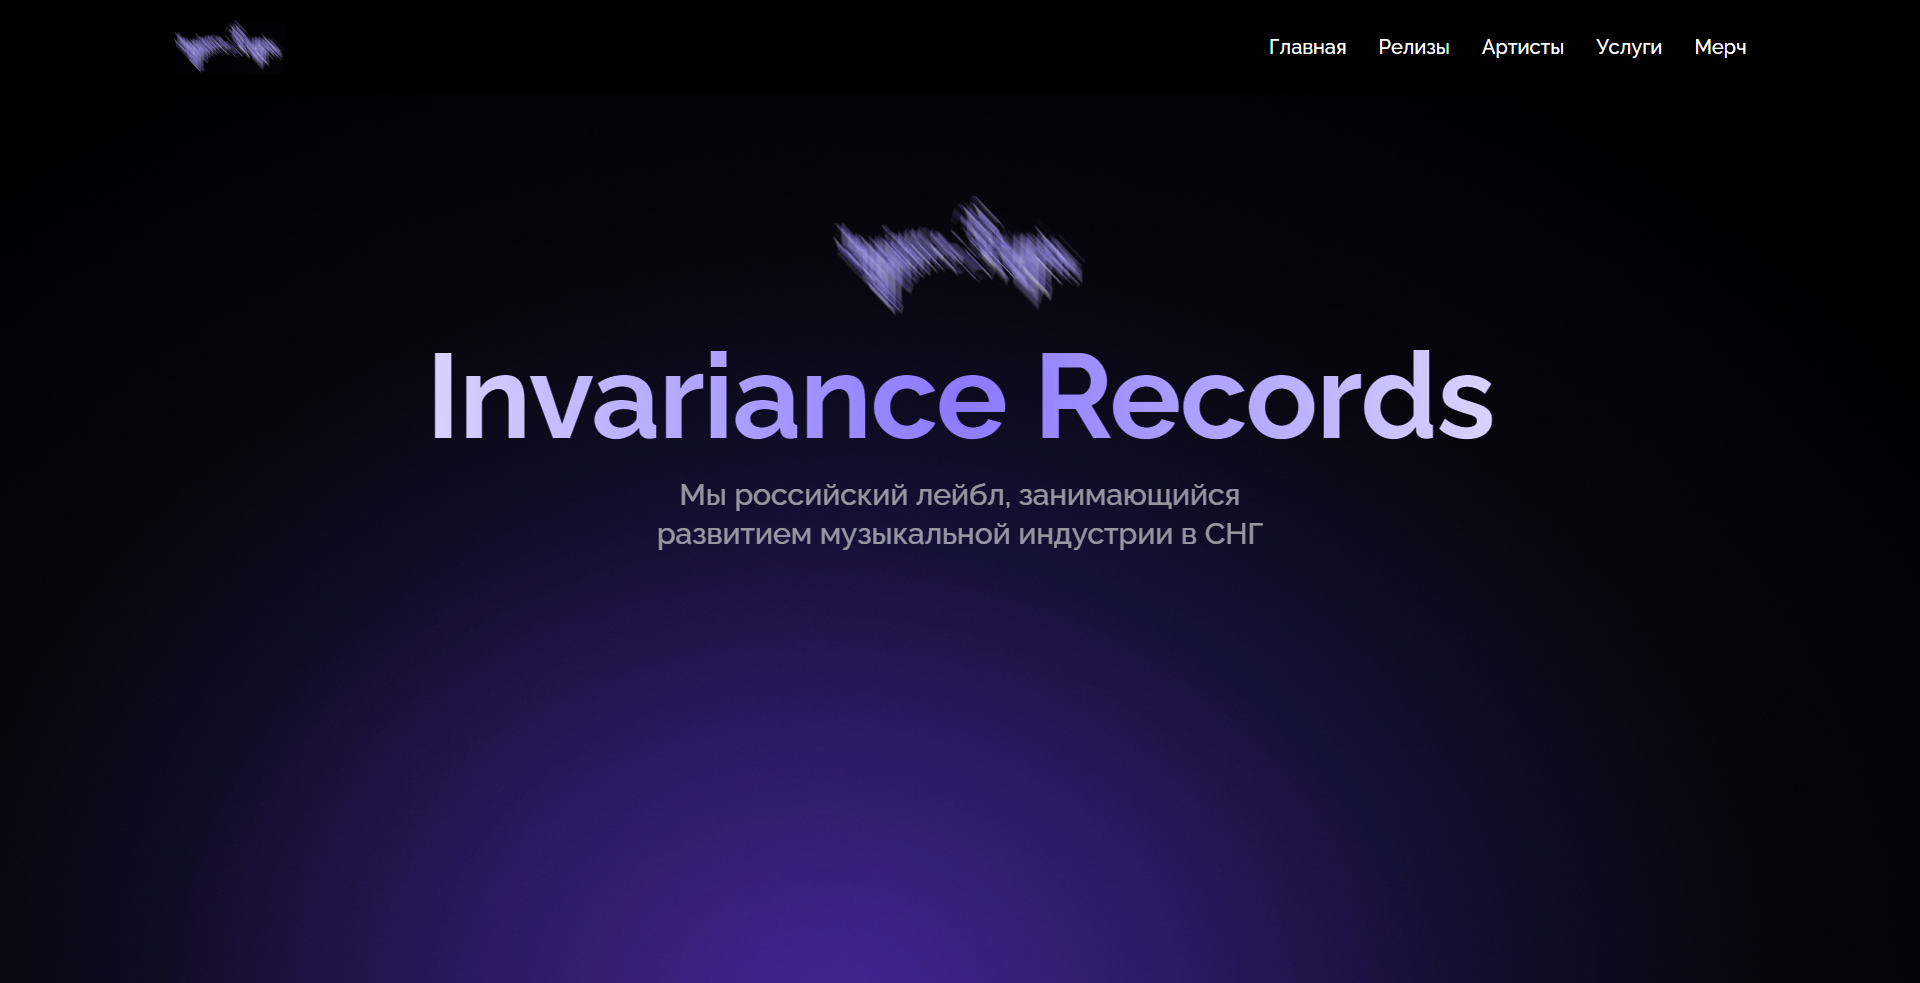 Главная Релизы Артисты Услуги Мерч
Invariance Records
Мы российский лейбл, занимающийся
развитием музыкальной индустрии в СНГ